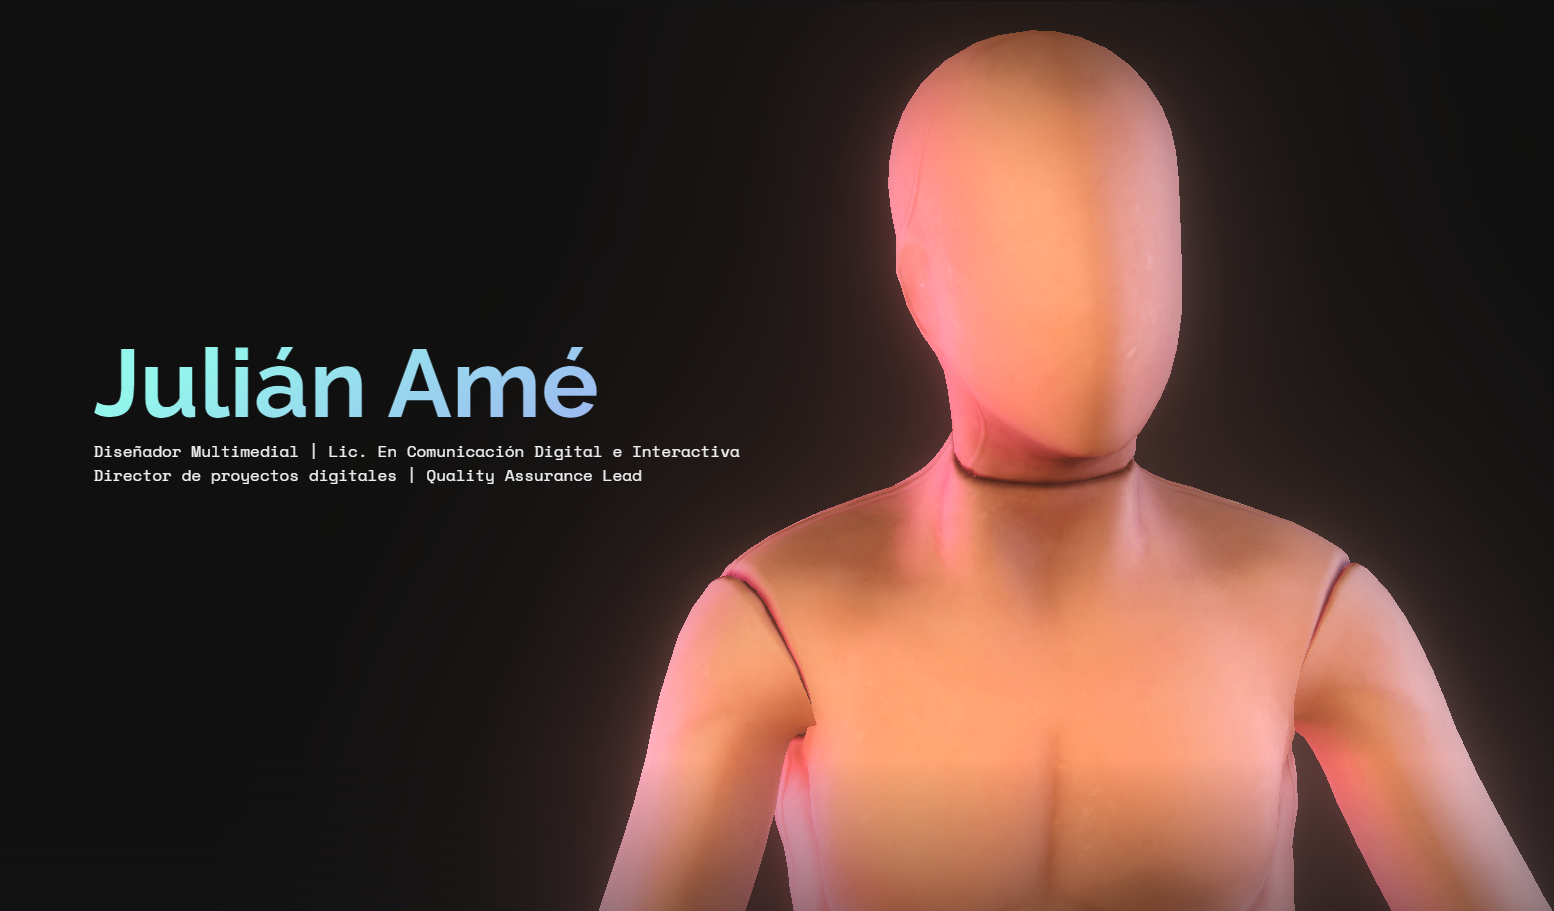 Julián Amé
Diseñador Multimedial | Lic. En Comunicación Digital e Interactiva
Director de proyectos digitales | Quality Assurance Lead